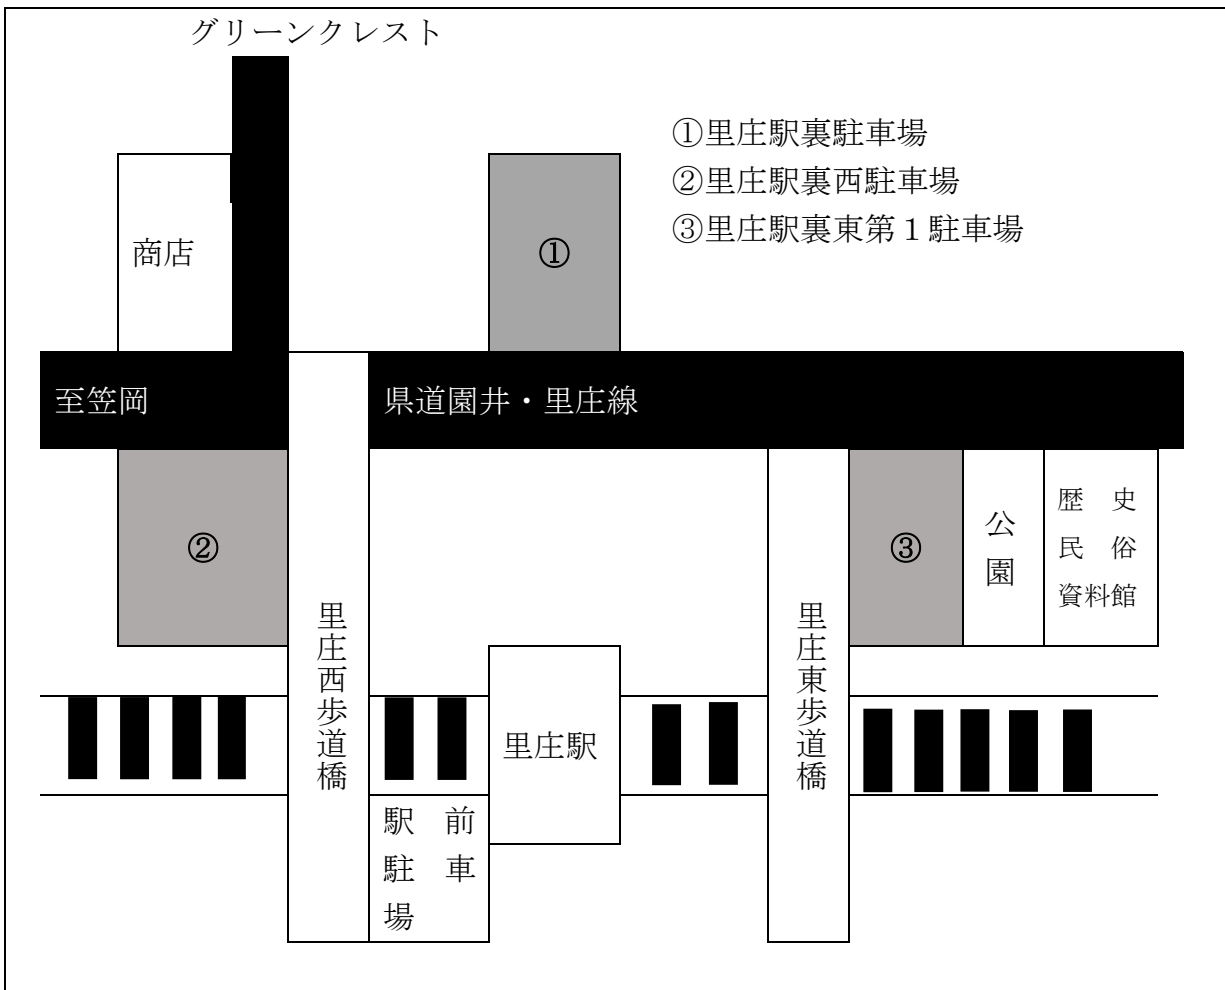 グリーンクレスト
①里庄駅裏駐車場
②里庄駅裏西駐車場
③里庄駅裏東第１駐車場
商店
①
至笠岡
県道園井・里庄線
②
③
公園
歴史
民俗
資料館
里庄西歩道橋
里庄東歩道橋
里庄駅
駅前
駐車
場